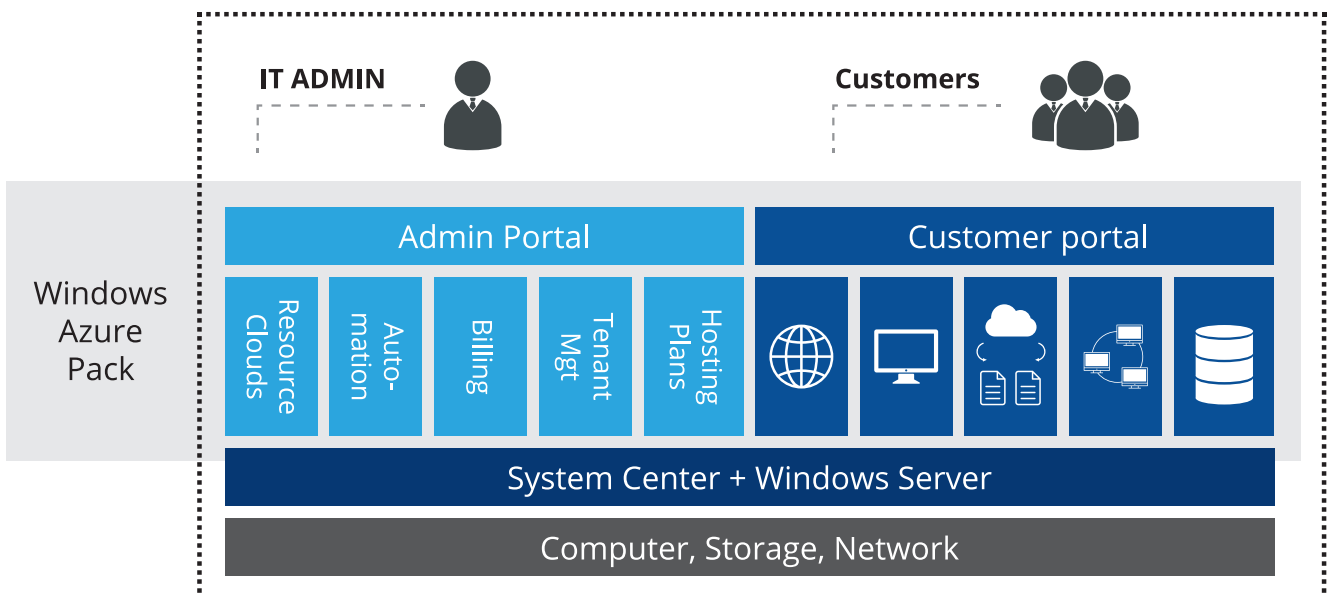 IT ADMIN
Customers
Windows
Azure
Pack
Admin Portal
Customer portal
Resource
Clouds
Auto-
mation
Billing
Tenant
Mgt
Hosting
Plans
System Center + Windows Server
Computer, Storage, Network